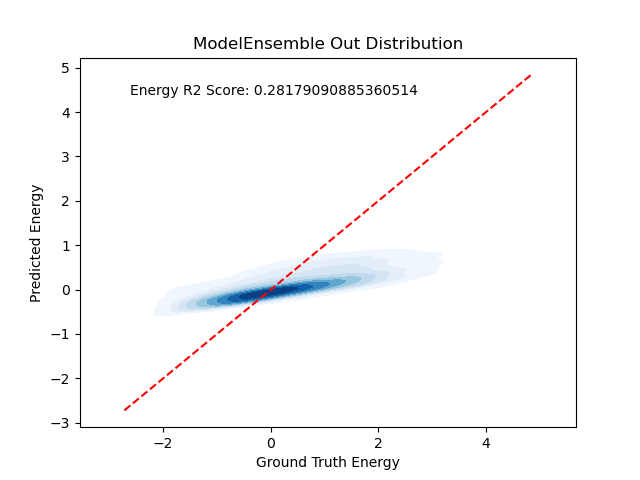 ModelEnsemble Out Distribution
Energy R2 Score: 0.28179090885360514
5
4
3
2
1
0
−1
−2
−3
Predicted Energy
−2 0 2 4
Ground Truth Energy